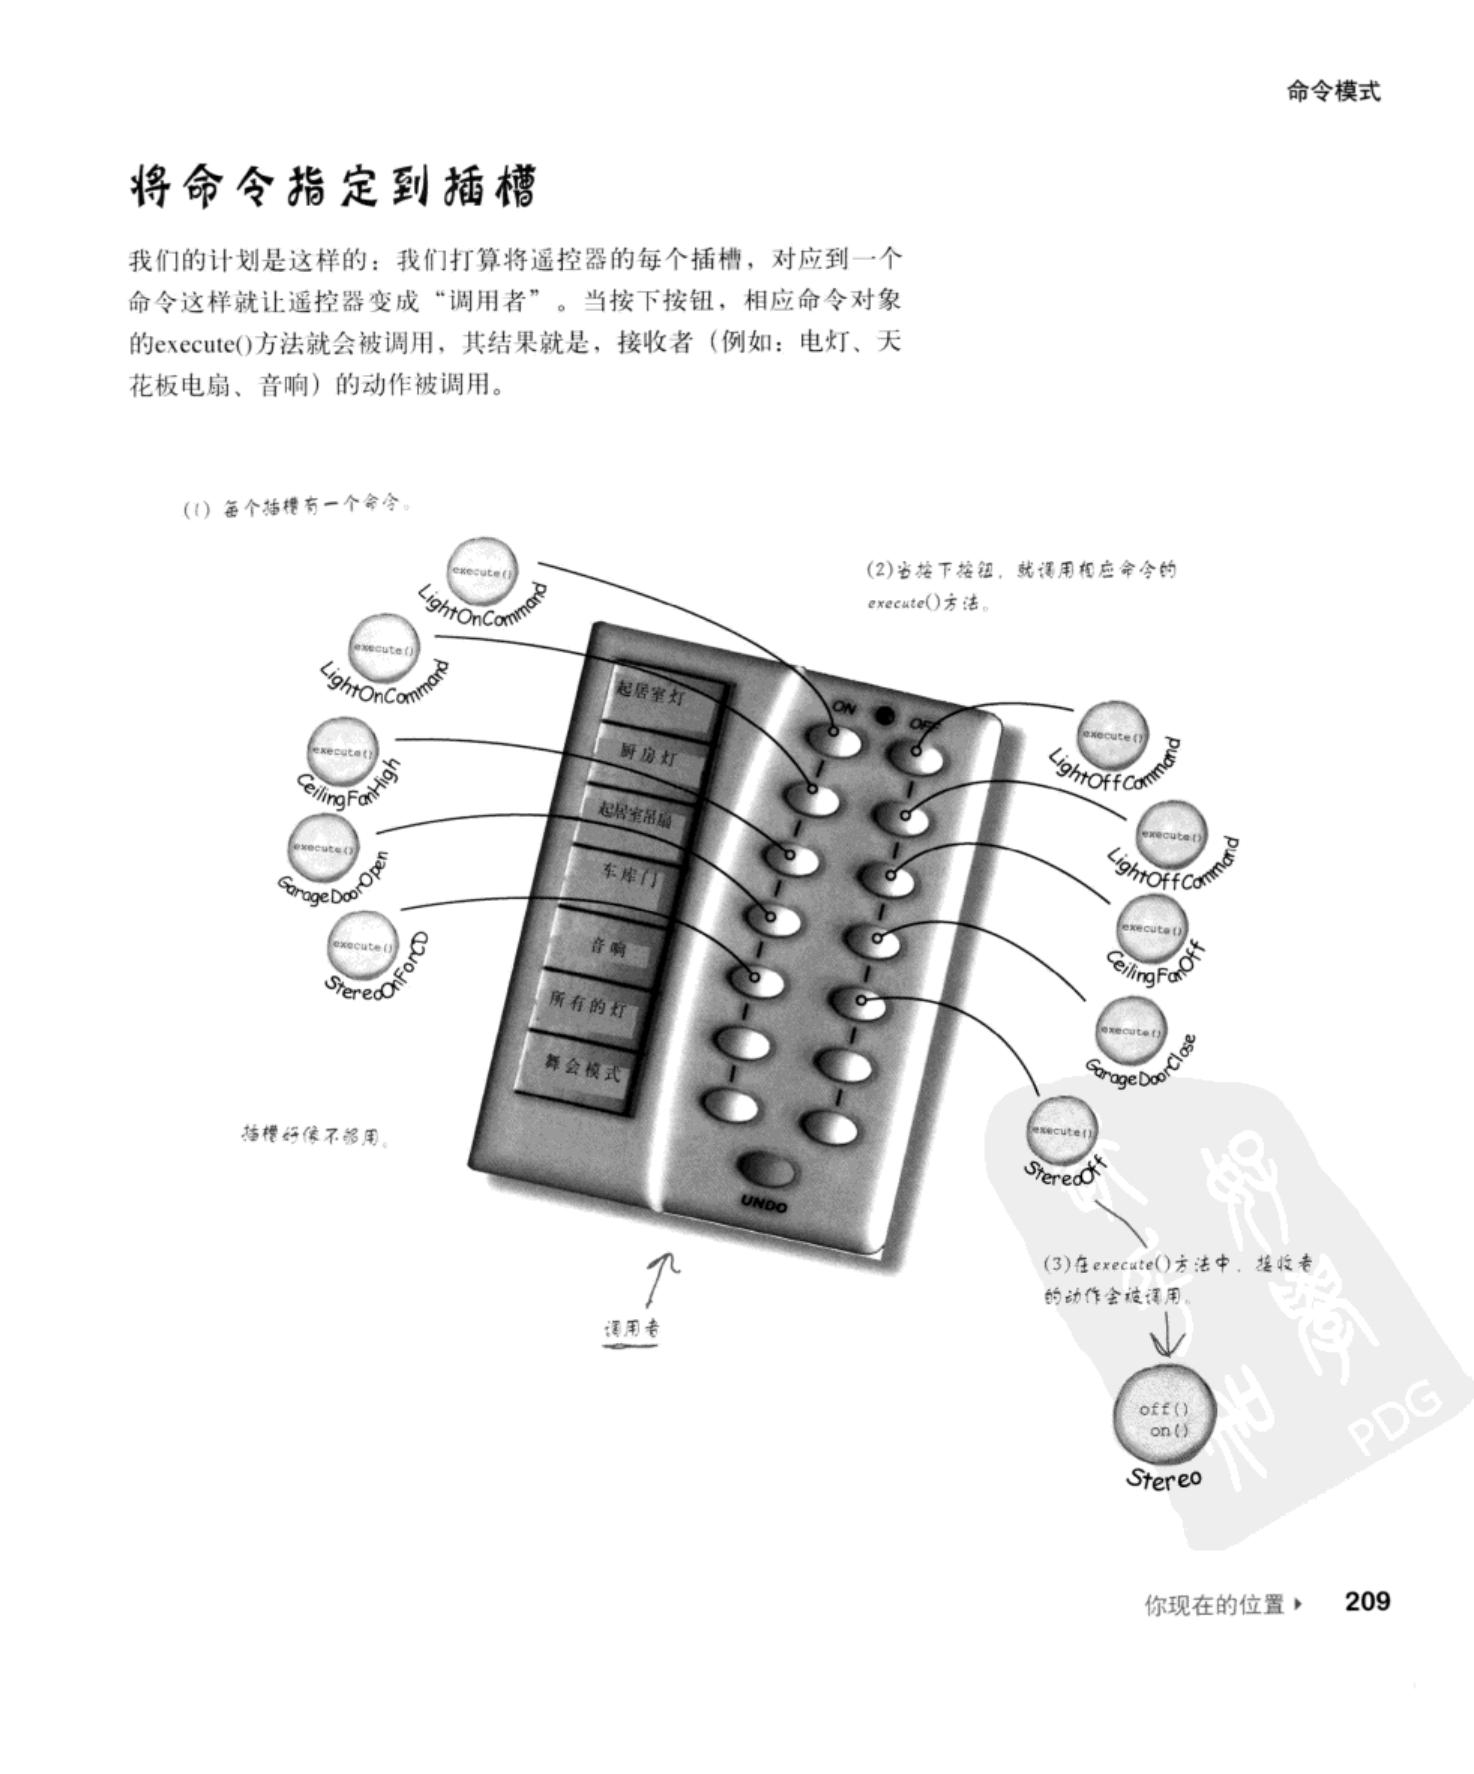 命令模式
将命令指定到插槽
我们的计划是这样的：我们打算将遥控器的每个插槽，对应到一个
命令这样就让遥控器变成“调用者”。当按下按钮，相应命令对象
的execute()方法就会被调用，其结果就是，接收者（例如：电灯、天
花板电扇、音响）的动作被调用。
(1) 每个插槽有一个命令。
(2)当按下按钮，就调用相应命令的
execute()方法。
execute()
LightOnCommand
execute()
LightOnCommand
execute()
CeilingFanHigh
execute()
GarageDoorOpen
execute()
StereoOnForCD
起居室灯
厨房灯
起居室吊扇
车库门
音响
所有的灯
舞会模式
ON
OFF
UNDO
execute()
LightOffCommand
execute()
LightOffCommand
execute()
CeilingFanOff
execute()
GarageDoorClose
execute()
StereoOff
插槽好像不够用。
调用者
(3)在execute()方法中，接收者
的动作会被调用。
off()
on()
Stereo
PDG
你现在的位置
209